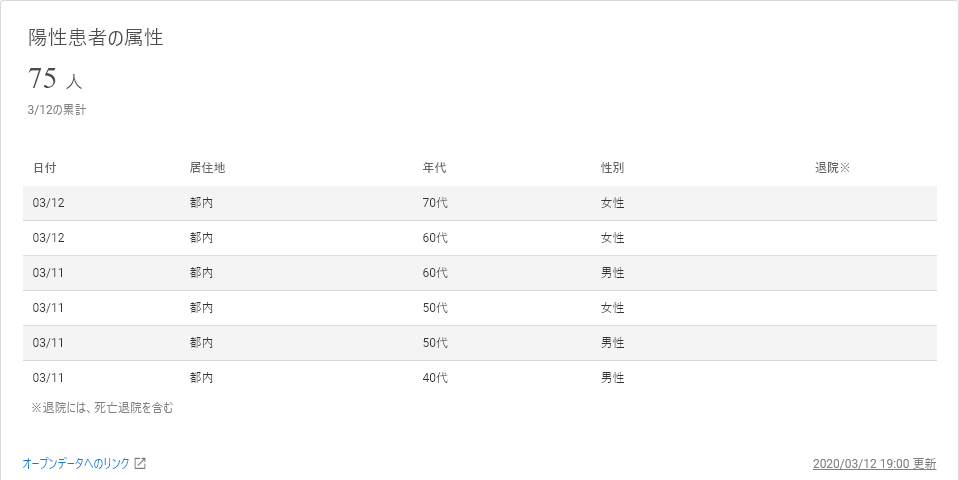 陽性患者の属性
75 人
3/12の累計
日付 居住地 年代 性別 退院※
03/12 都内 70代 女性
03/12 都内 60代 女性
03/11 都内 60代 男性
03/11 都内 50代 女性
03/11 都内 50代 男性
03/11 都内 40代 男性
※退院には、死亡退院を含む
オープンデータへのリンク
2020/03/12 19:00 更新